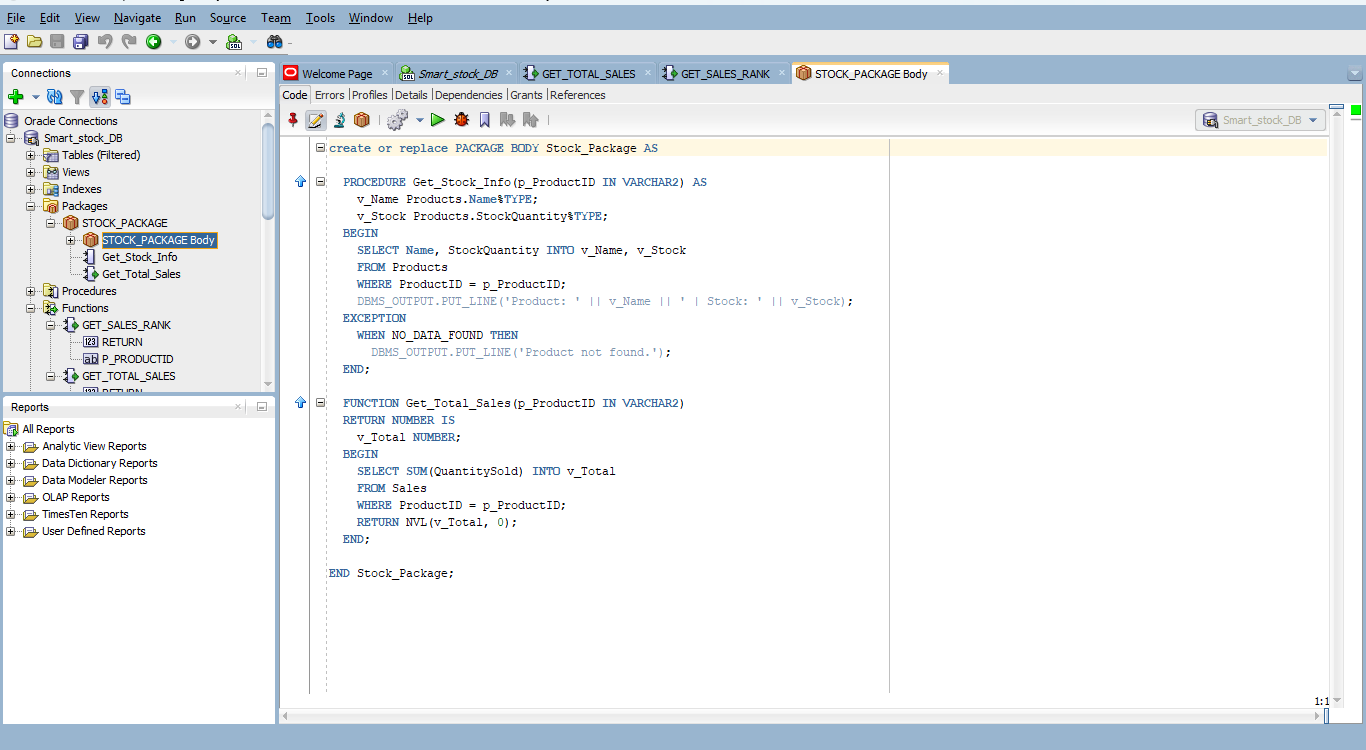 File Edit View Navigate Run Source Team Tools Window Help
Connections
Oracle Connections
Smart_stock_DB
Tables (Filtered)
Views
Indexes
Packages
STOCK_PACKAGE
STOCK_PACKAGE Body
Get_Stock_Info
Get_Total_Sales
Procedures
Functions
GET_SALES_RANK
RETURN
P_PRODUCTID
GET_TOTAL_SALES
RETURN
Reports
All Reports
Analytic View Reports
Data Dictionary Reports
Data Modeler Reports
OLAP Reports
TimesTen Reports
User Defined Reports
Welcome Page Smart_stock_DB GET_TOTAL_SALES GET_SALES_RANK STOCK_PACKAGE Body
Code Errors |Profiles |Details |Dependencies |Grants |References
Smart_stock_DB
create or replace PACKAGE BODY Stock_Package AS
PROCEDURE Get_Stock_Info(p_ProductID IN VARCHAR2) AS
v_Name Products.Name%TYPE;
v_Stock Products.StockQuantity%TYPE;
BEGIN
SELECT Name, StockQuantity INTO v_Name, v_Stock
FROM Products
WHERE ProductID = p_ProductID;
DBMS_OUTPUT.PUT_LINE('Product: ' || v_Name || ' | Stock: ' || v_Stock);
EXCEPTION
WHEN NO_DATA_FOUND THEN
DBMS_OUTPUT.PUT_LINE('Product not found.');
END;
FUNCTION Get_Total_Sales(p_ProductID IN VARCHAR2)
RETURN NUMBER IS
v_Total NUMBER;
BEGIN
SELECT SUM(QuantitySold) INTO v_Total
FROM Sales
WHERE ProductID = p_ProductID;
RETURN NVL(v_Total, 0);
END;
END Stock_Package;
1:1